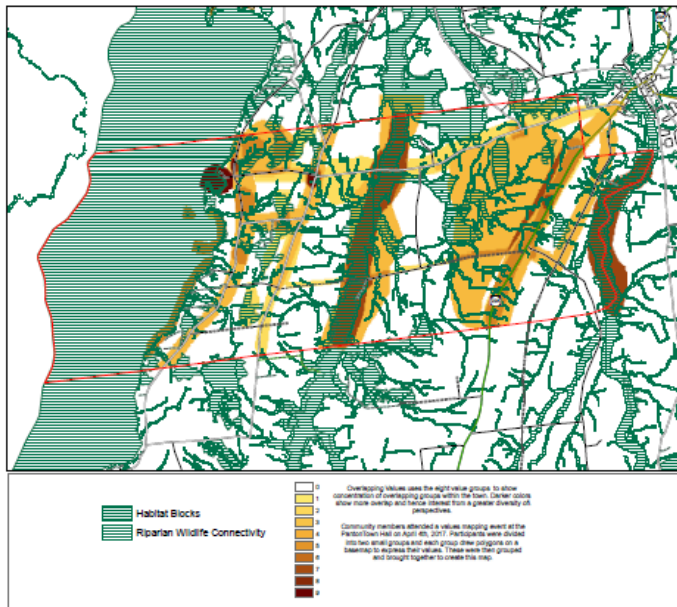 Habitat Blocks
Riparian Wildlife Connectivity
0
1
2
3
4
5
6
7
8
9
Overlapping Values uses the eight value groups to show
concentration of overlapping groups within the town. Darker colors
show more overlap and hence interest from a greater diversity of
perspectives.
Community members attended a values mapping event at the
PantonTown Hall on April 4th, 2017. Participants were divided
into two small groups and each group drew polygons on a
basemap to express their values. These were then grouped
and brought together to create this map.